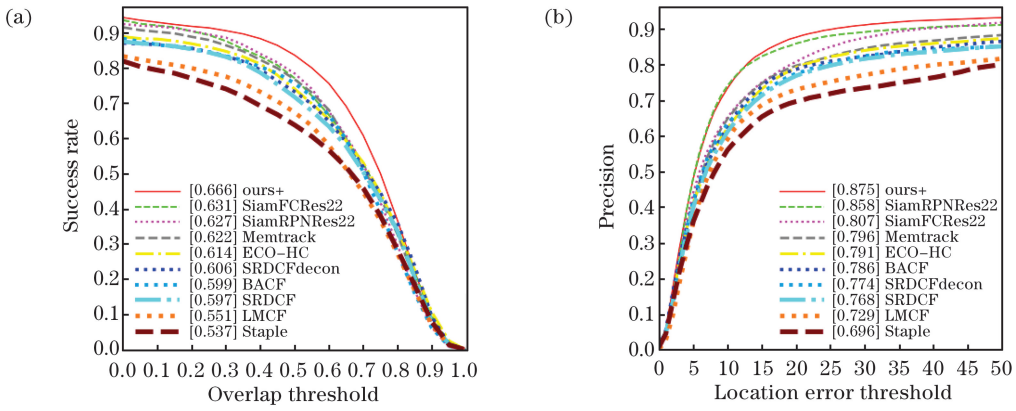 (a)
Success rate
0.9
0.8
0.7
0.6
0.5
0.4
0.3
0.2
0.1
0.0
[0.666] ours+
[0.631] SiamFCRes22
[0.627] SiamRPNRes22
[0.622] Memtrack
[0.614] ECO-HC
[0.606] SRDCFdecon
[0.599] BACF
[0.597] SRDCF
[0.551] LMCF
[0.537] Staple
0.0 0.1 0.2 0.3 0.4 0.5 0.6 0.7 0.8 0.9 1.0
Overlap threshold
(b)
Precision
0.9
0.8
0.7
0.6
0.5
0.4
0.3
0.2
0.1
0.0
[0.875] ours+
[0.858] SiamRPNRes22
[0.807] SiamFCRes22
[0.796] Memtrack
[0.791] ECO-HC
[0.786] BACF
[0.774] SRDCFdecon
[0.768] SRDCF
[0.729] LMCF
[0.696] Staple
0 5 10 15 20 25 30 35 40 45 50
Location error threshold